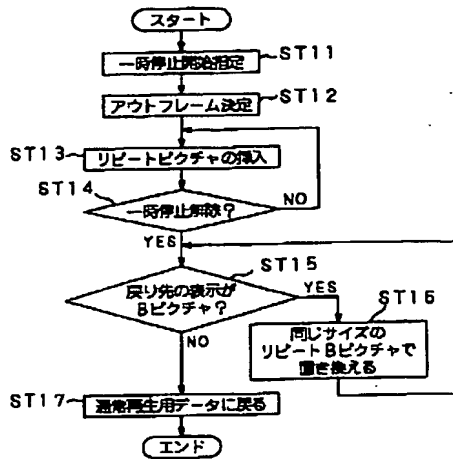 スタート
一時停止開始指定
ST11
アウトフレーム決定
ST12
ST13
リピートピクチャの挿入
ST14
一時停止解除?
NO
YES
ST15
戻り先の表示が
Bピクチャ?
YES
ST16
同じサイズの
リピートBピクチャで
置き換える
NO
ST17
通常再生用データに戻る
エンド